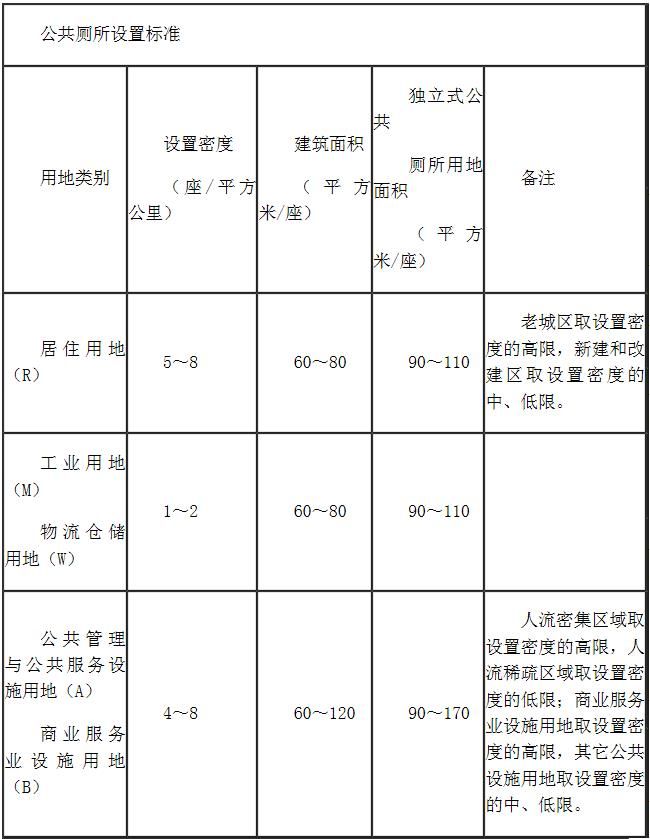 公共厕所设置标准
用地类别
设置密度
（座/平方
公里）
建筑面积
（平方
米/座）
独立式公
共
厕所用地
面积
（平方
米/座）
备注
居住用地
（R）
5～8
60～80
90～110
老城区取设置密
度的高限，新建和改
建区取设置密度的
中、低限。
工业用地
（M）
物流仓储
用地（W）
1～2
60～80
90～110
公共管理
与公共服务设
施用地（A）
商业服务
业设施用地
（B）
4～8
60～120
90～170
人流密集区域取
设置密度的高限，人
流稀疏区域取设置密
度的低限；商业服务
业设施用地取设置密
度的高限，其它公共
设施用地取设置密度
的中、低限。